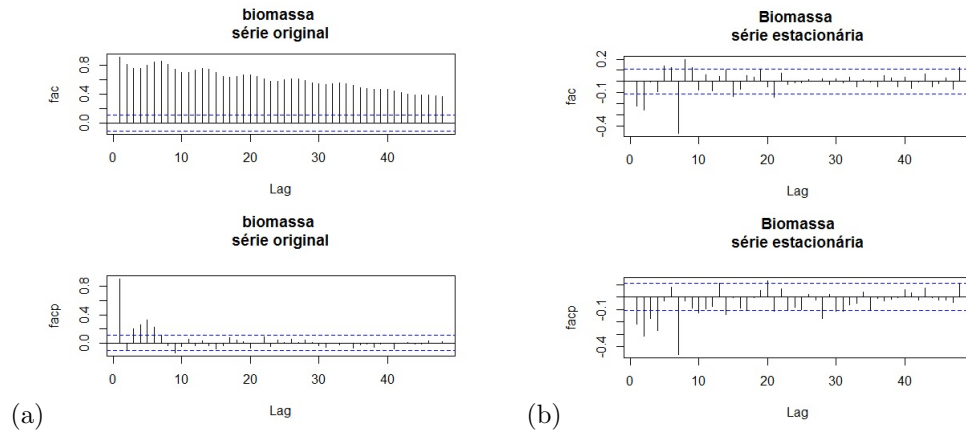 biomassa
série original
fac
0.0 0.4 0.8
0 10 20 30 40
Lag
biomassa
série original
facp
0.0 0.4 0.8
0 10 20 30 40
Lag
(a)
Biomassa
série estacionária
fac
-0.4 -0.1 0.2
0 10 20 30 40
Lag
Biomassa
série estacionária
facp
-0.4 -0.1
0 10 20 30 40
Lag
(b)